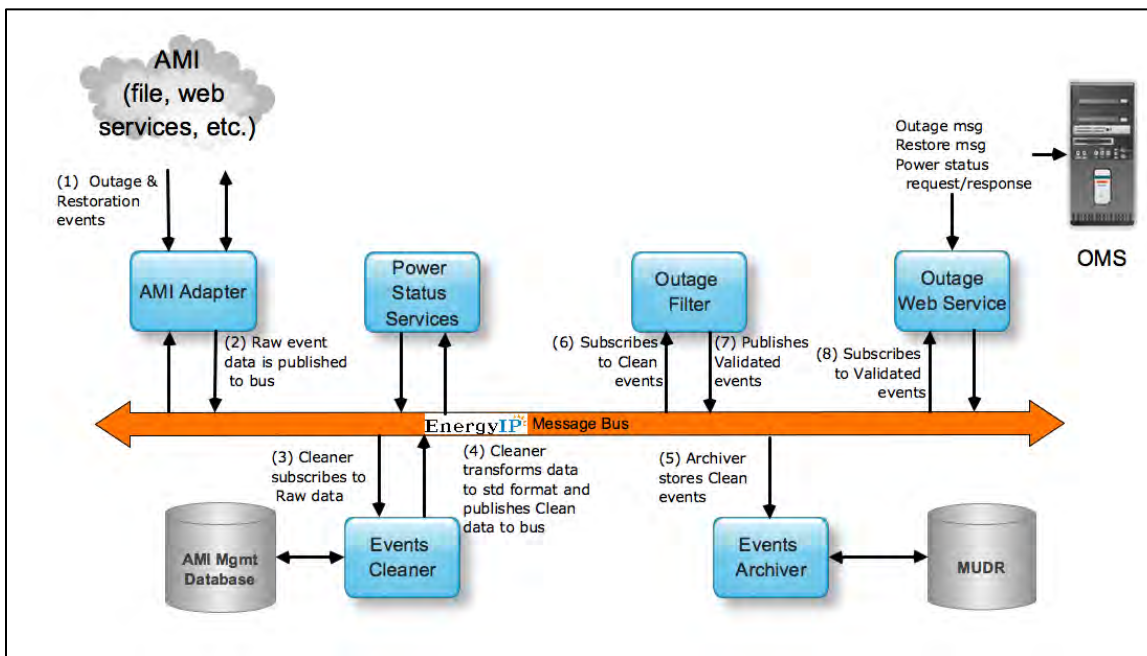 AMI
(file, web
services, etc.)
(1) Outage &
Restoration
events
AMI Adapter
(2) Raw event
data is published
to bus
Power
Status
Services
Outage
Filter
(6) Subscribes
to Clean
events
(7) Publishes
Validated
events
Outage msg
Restore msg
Power status
request/response
OMS
Outage
Web Service
(8) Subscribes
to Validated
events
EnergyIP Message Bus
(3) Cleaner
subscribes to
Raw data
(4) Cleaner
transforms data
to std format and
publishes Clean
data to bus
(5) Archiver
stores Clean
events
AMI Mgmt
Database
Events
Cleaner
Events
Archiver
MUDR